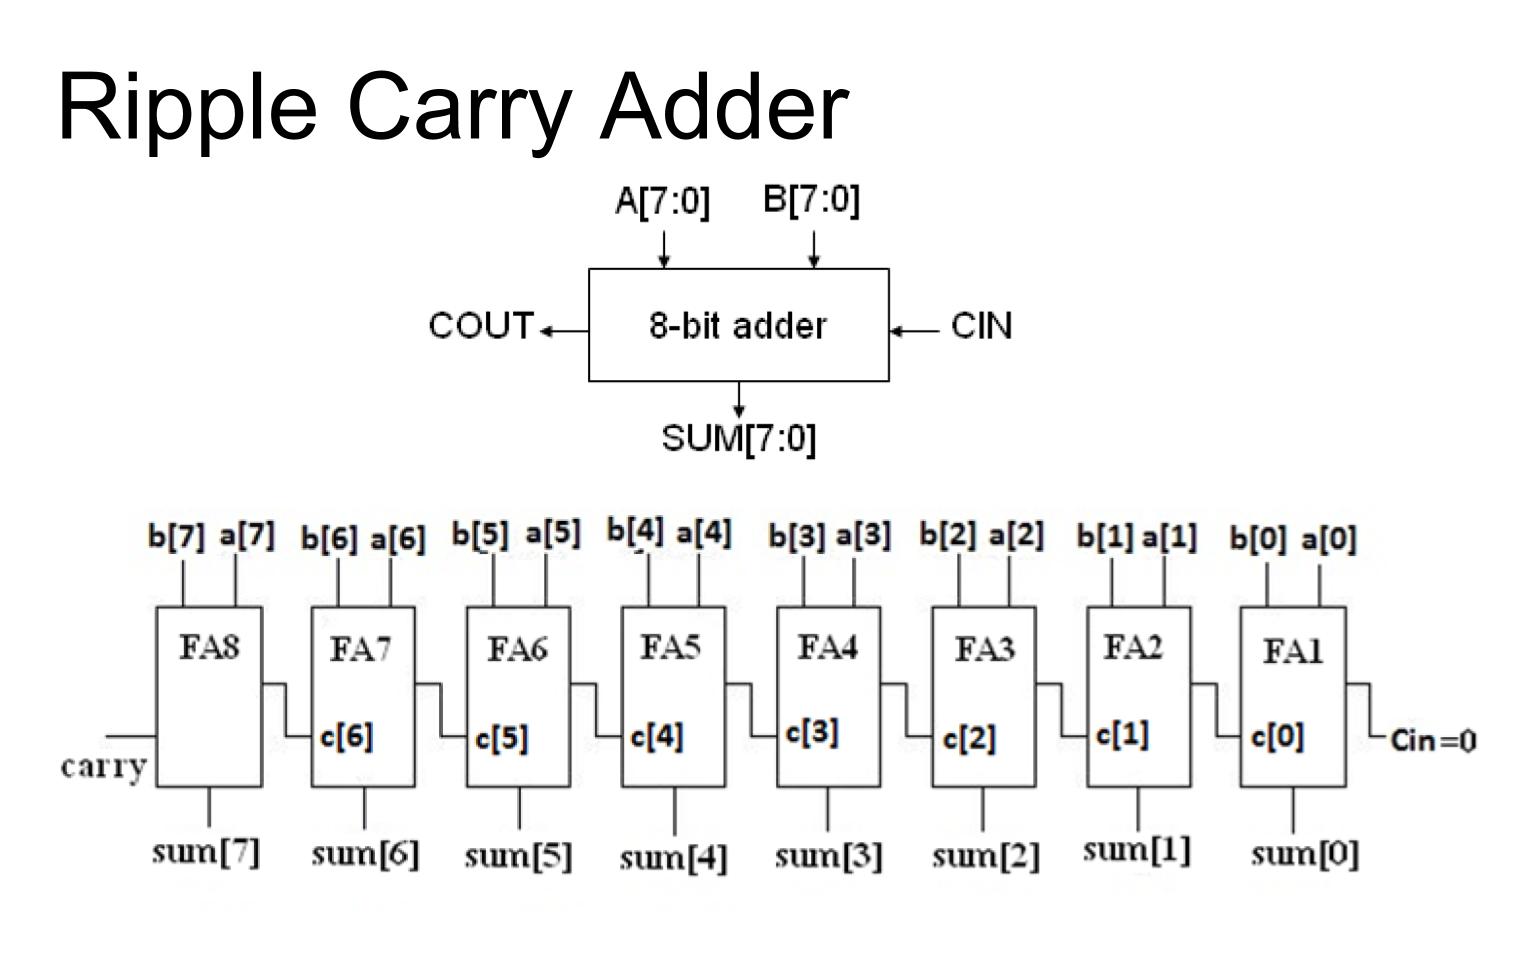 Ripple Carry Adder
A[7:0] B[7:0]
COUT 8-bit adder CIN
SUM[7:0]
b[7] a[7] b[6] a[6] b[5] a[5] b[4] a[4] b[3] a[3] b[2] a[2] b[1] a[1] b[0] a[0]
FA8 FA7 FA6 FA5 FA4 FA3 FA2 FA1
c[6] c[5] c[4] c[3] c[2] c[1] c[0] Cin=0
carry
sum[7] sum[6] sum[5] sum[4] sum[3] sum[2] sum[1] sum[0]